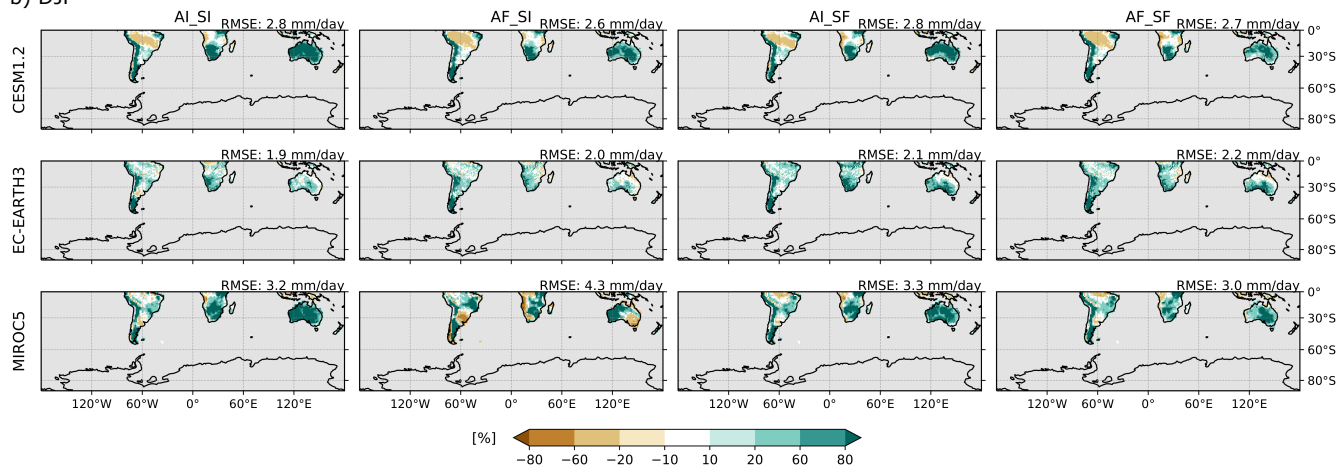 b) DJF
AI_SI AF_SI AI_SF AF_SF
RMSE: 2.8 mm/day RMSE: 2.6 mm/day RMSE: 2.8 mm/day RMSE: 2.7 mm/day
CESM1.2
0°
30°S
60°S
80°S
RMSE: 1.9 mm/day RMSE: 2.0 mm/day RMSE: 2.1 mm/day RMSE: 2.2 mm/day
EC-EARTH3
0°
30°S
60°S
80°S
RMSE: 3.2 mm/day RMSE: 4.3 mm/day RMSE: 3.3 mm/day RMSE: 3.0 mm/day
MIROC5
0°
30°S
60°S
80°S
120°W 60°W 0° 60°E 120°E 120°W 60°W 0° 60°E 120°E 120°W 60°W 0° 60°E 120°E 120°W 60°W 0° 60°E 120°E
[%]
−80 −60 −20 −10 10 20 60 80